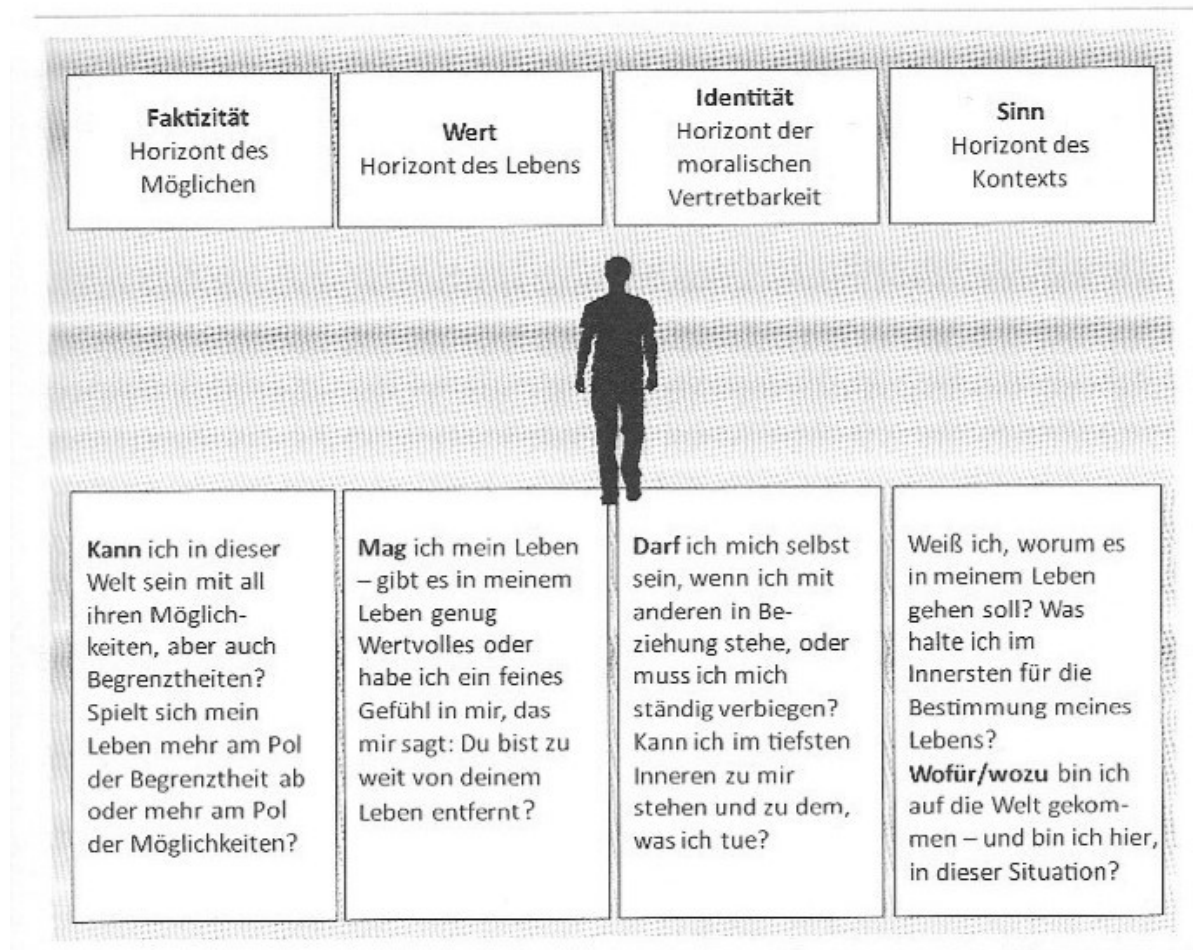 Faktizität
Horizont des
Möglichen
Wert
Horizont des Lebens
Identität
Horizont der
moralischen
Vertretbarkeit
Sinn
Horizont des
Kontexts
Kann ich in dieser
Welt sein mit all
ihren Möglich-
keiten, aber auch
Begrenztheiten?
Spielt sich mein
Leben mehr am Pol
der Begrenztheit ab
oder mehr am Pol
der Möglichkeiten?
Mag ich mein Leben
– gibt es in meinem
Leben genug
Wertvolles oder
habe ich ein feines
Gefühl in mir, das
mir sagt: Du bist zu
weit von deinem
Leben entfernt?
Darf ich mich selbst
sein, wenn ich mit
anderen in Be-
ziehung stehe, oder
muss ich mich
ständig verbiegen?
Kann ich im tiefsten
Inneren zu mir
stehen und zu dem,
was ich tue?
Weiß ich, worum es
in meinem Leben
gehen soll? Was
halte ich im
Innersten für die
Bestimmung meines
Lebens?
Wofür/wozu bin ich
auf die Welt gekom-
men – und bin ich hier,
in dieser Situation?